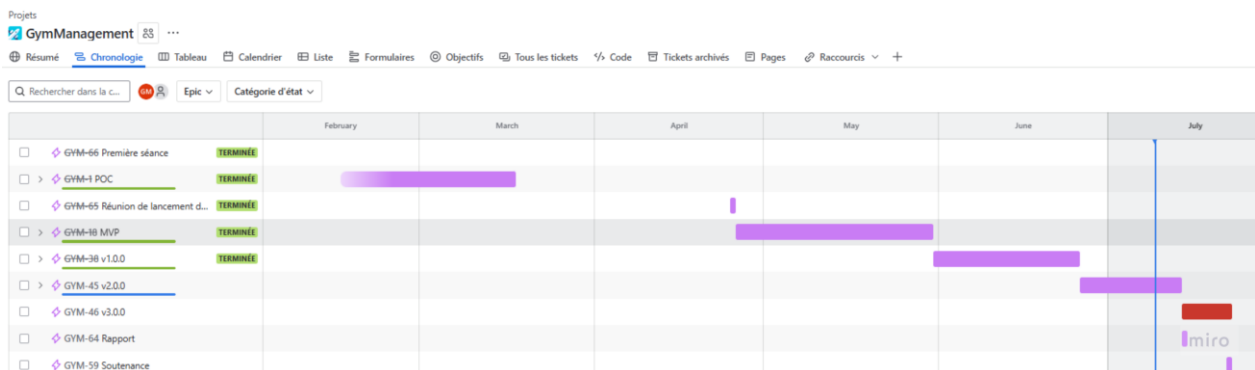 Projets
GymManagement
Résumé Chronologie Tableau Calendrier Liste Formulaires Objectifs Tous les tickets Code Tickets archivés Pages Raccourcis
Rechercher dans la c... GM Epic Catégorie d'état
February March April May June July
GYM-66 Première séance TERMINÉE
GYM-1 POC TERMINÉE
GYM-65 Réunion de lancement d... TERMINÉE
GYM-18 MVP TERMINÉE
GYM-38 v1.0.0 TERMINÉE
GYM-45 v2.0.0
GYM-46 v3.0.0
GYM-64 Rapport
miro
GYM-59 Soutenance